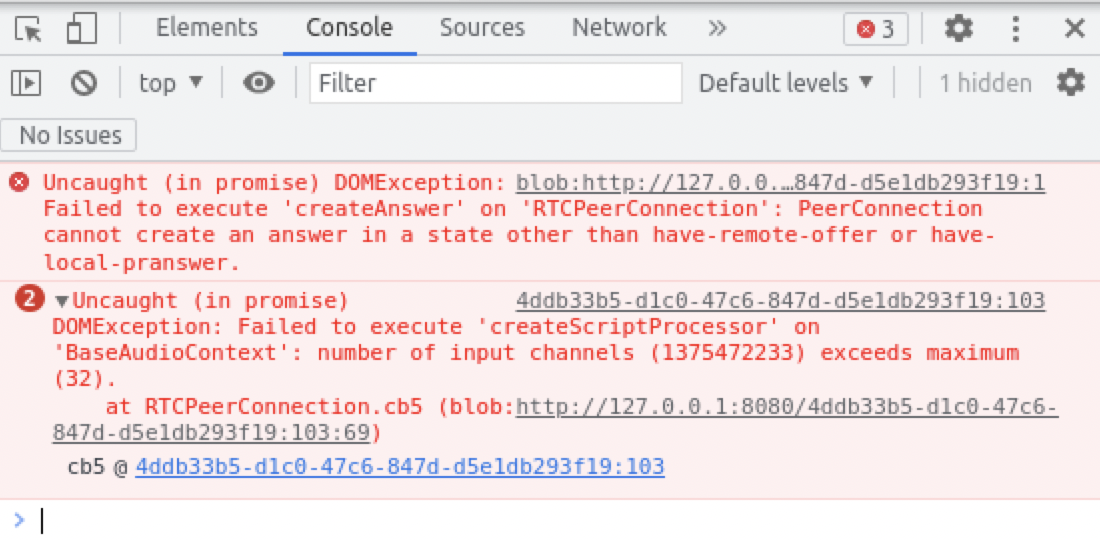 Elements Console Sources Network » 3
top ▼ Filter Default levels ▼ 1 hidden
No Issues
Uncaught (in promise) DOMException: blob:http://127.0.0.…847d-d5e1db293f19:1
Failed to execute 'createAnswer' on 'RTCPeerConnection': PeerConnection
cannot create an answer in a state other than have-remote-offer or have-
local-pranswer.
2 ▼Uncaught (in promise) 4ddb33b5-d1c0-47c6-847d-d5e1db293f19:103
DOMException: Failed to execute 'createScriptProcessor' on
'BaseAudioContext': number of input channels (1375472233) exceeds maximum
(32).
at RTCPeerConnection.cb5 (blob:http://127.0.0.1:8080/4ddb33b5-d1c0-47c6-
847d-d5e1db293f19:103:69)
cb5 @ 4ddb33b5-d1c0-47c6-847d-d5e1db293f19:103
>